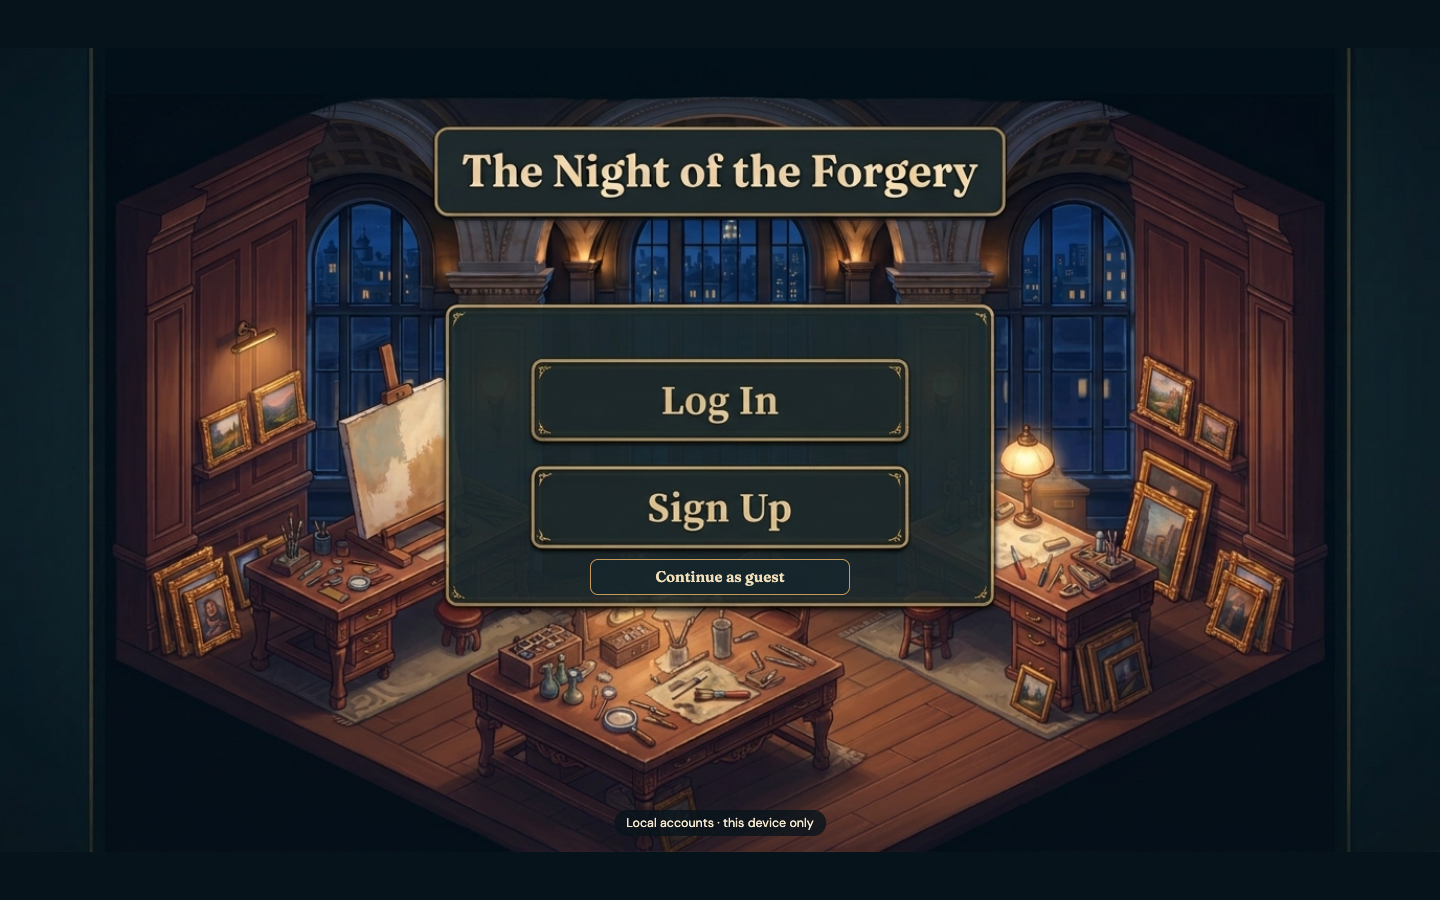 The Night of the Forgery
Log In
Sign Up
Continue as guest
Local accounts · this device only